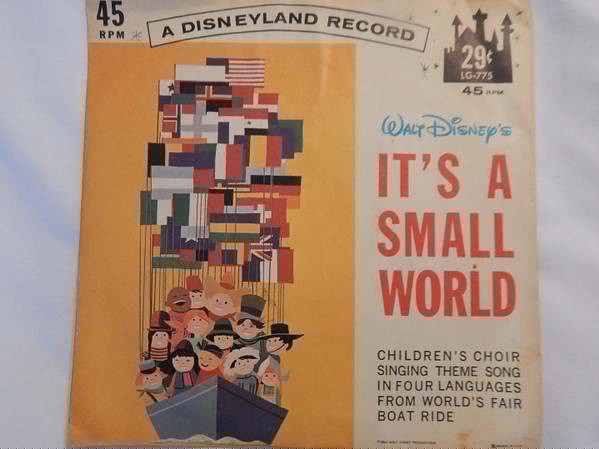 45
RPM
A DISNEYLAND RECORD
29¢
LG-775
45 RPM
WALT DISNEY'S
IT'S A
SMALL
WORLD
CHILDREN'S CHOIR
SINGING THEME SONG
IN FOUR LANGUAGES
FROM WORLD'S FAIR
BOAT RIDE